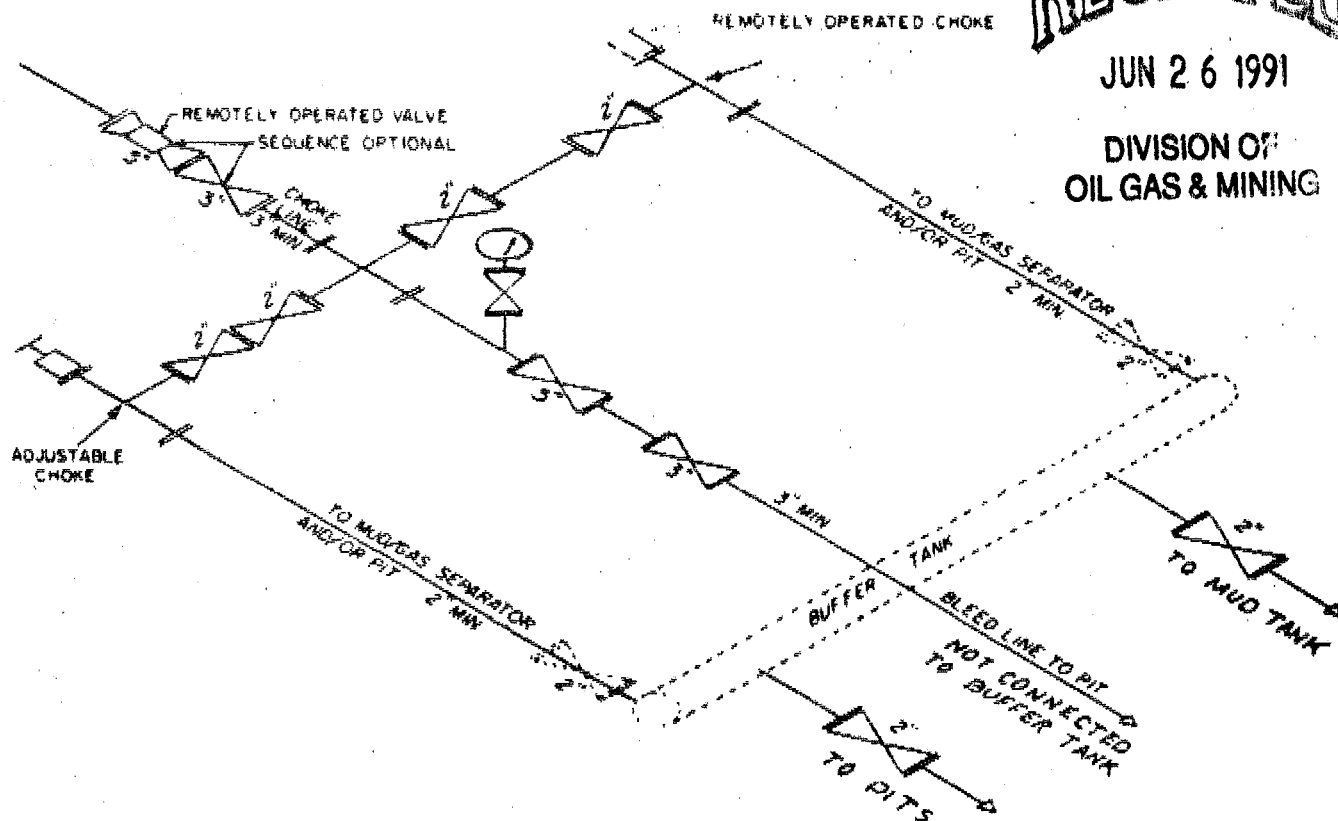 REMOTELY OPERATED CHOKE
JUN 26 1991
DIVISION OF
OIL GAS & MINING
REMOTELY OPERATED VALVE
SEQUENCE OPTIONAL
3"
3"
CHOKE
LINE
3" MIN
2"
2"
2"
2"
TO MUD/GAS SEPARATOR
AND/OR PIT
2" MIN.
2"
3"
3"
3" MIN
ADJUSTABLE
CHOKE
TO MUD/GAS SEPARATOR
AND/OR PIT
2" MIN
2"
BUFFER TANK
BLEED LINE TO PIT
NOT CONNECTED
TO BUFFER TANK
2"
TO MUD TANK
2"
TO PITS